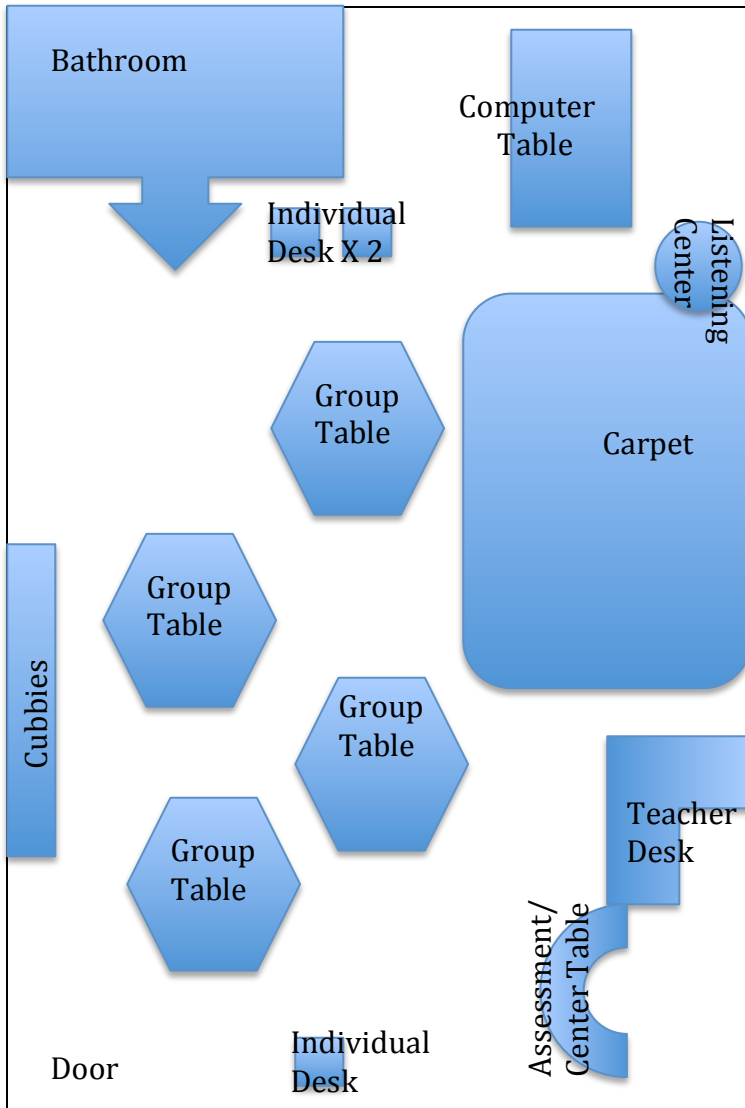 Bathroom
Computer
Table
Individual
Desk X 2
Listening
Center
Group
Table
Carpet
Group
Table
Cubbies
Group
Table
Teacher
Desk
Group
Table
Assessment/
Center Table
Door
Individual
Desk